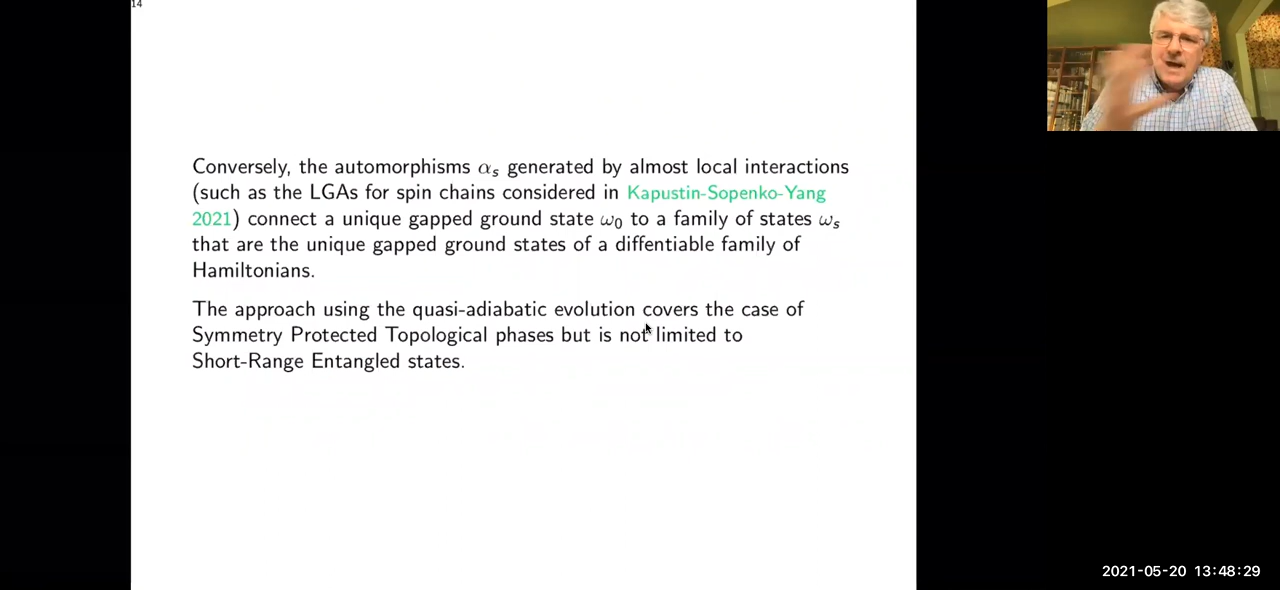 14
Conversely, the automorphisms αₛ generated by almost local interactions
(such as the LGAs for spin chains considered in Kapustin-Sopenko-Yang
2021) connect a unique gapped ground state ω₀ to a family of states ωₛ
that are the unique gapped ground states of a diffentiable family of
Hamiltonians.
The approach using the quasi-adiabatic evolution covers the case of
Symmetry Protected Topological phases but is not limited to
Short-Range Entangled states.
2021-05-20 13:48:29